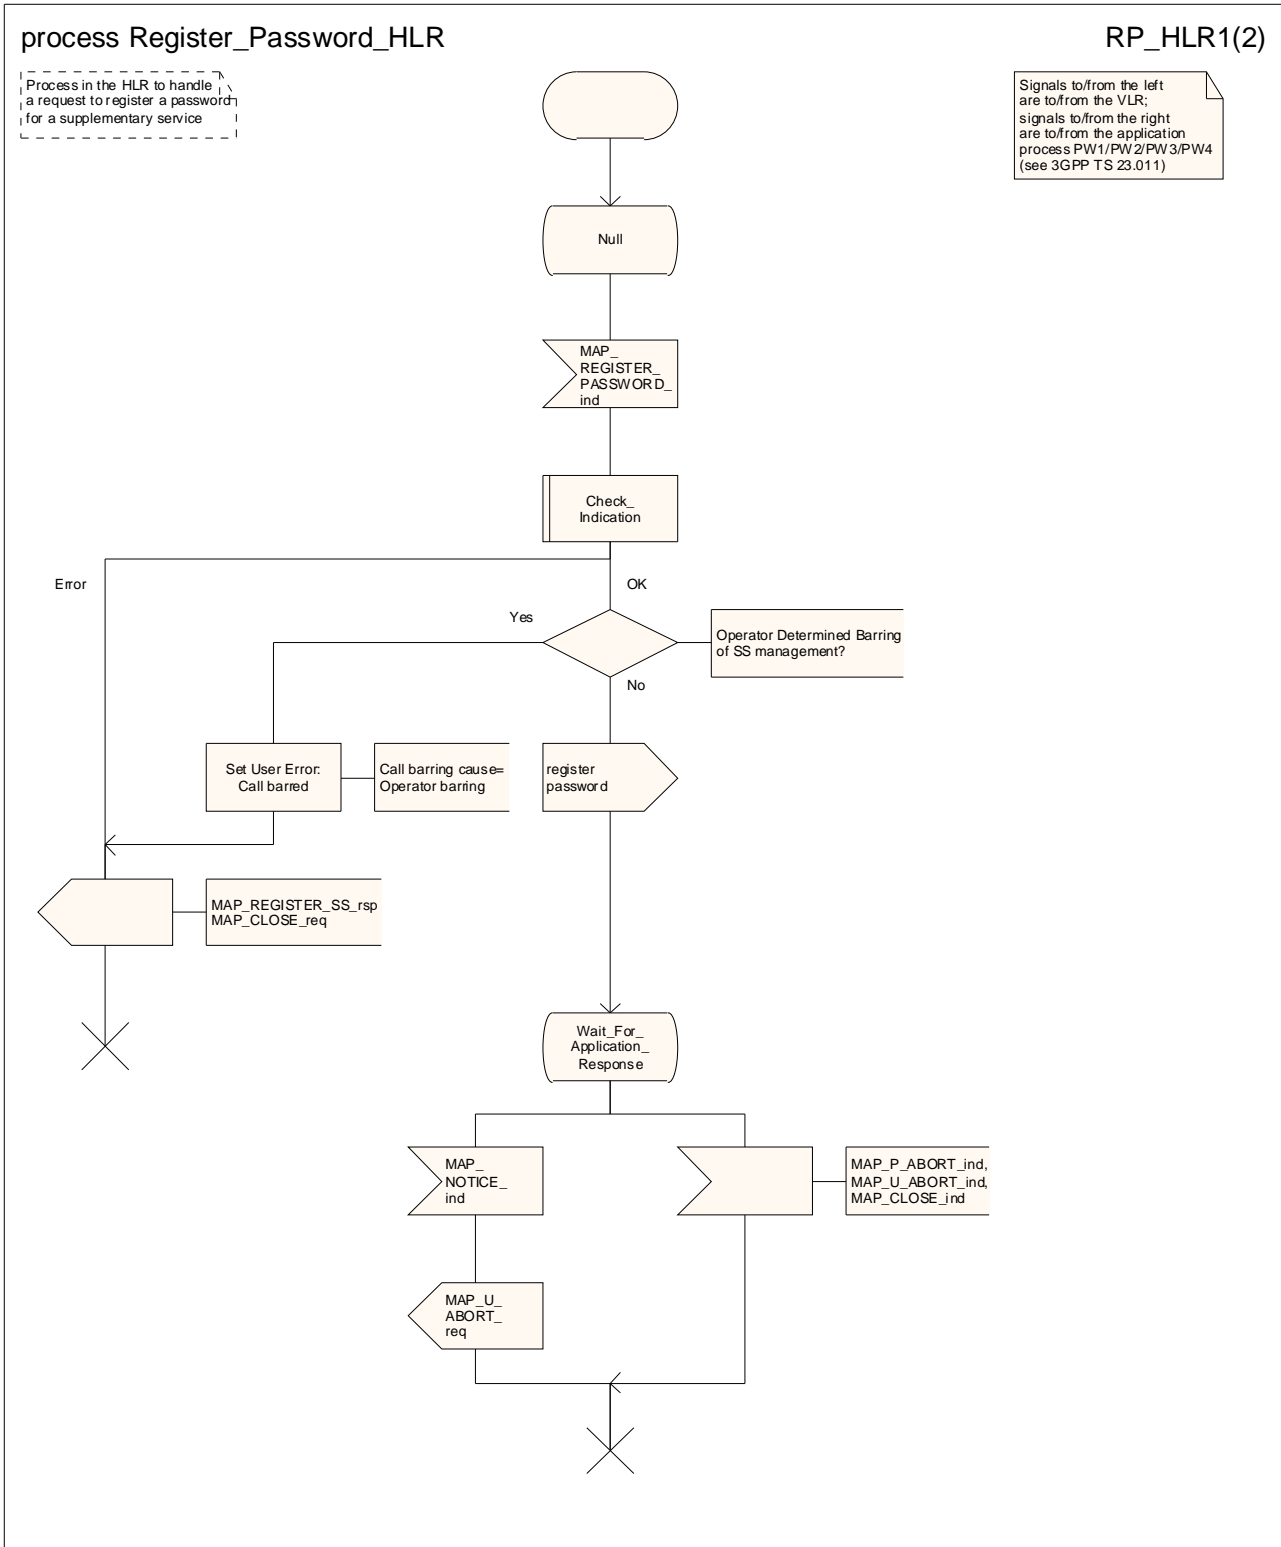 process Register_Password_HLR
RP_HLR1(2)
Process in the HLR to handle
a request to register a password
for a supplementary service
Signals to/from the left
are to/from the VLR;
signals to/from the right
are to/from the application
process PW1/PW2/PW3/PW4
(see 3GPP TS 23.011)
Null
MAP_
REGISTER_
PASSWORD_
ind
Check_
Indication
Error
OK
Yes
Operator Determined Barring
of SS management?
No
Set User Error:
Call barred
Call barring cause=
Operator barring
register
password
MAP_REGISTER_SS_rsp
MAP_CLOSE_req
Wait_For_
Application_
Response
MAP_
NOTICE_
ind
MAP_P_ABORT_ind,
MAP_U_ABORT_ind,
MAP_CLOSE_ind
MAP_U_
ABORT_
req